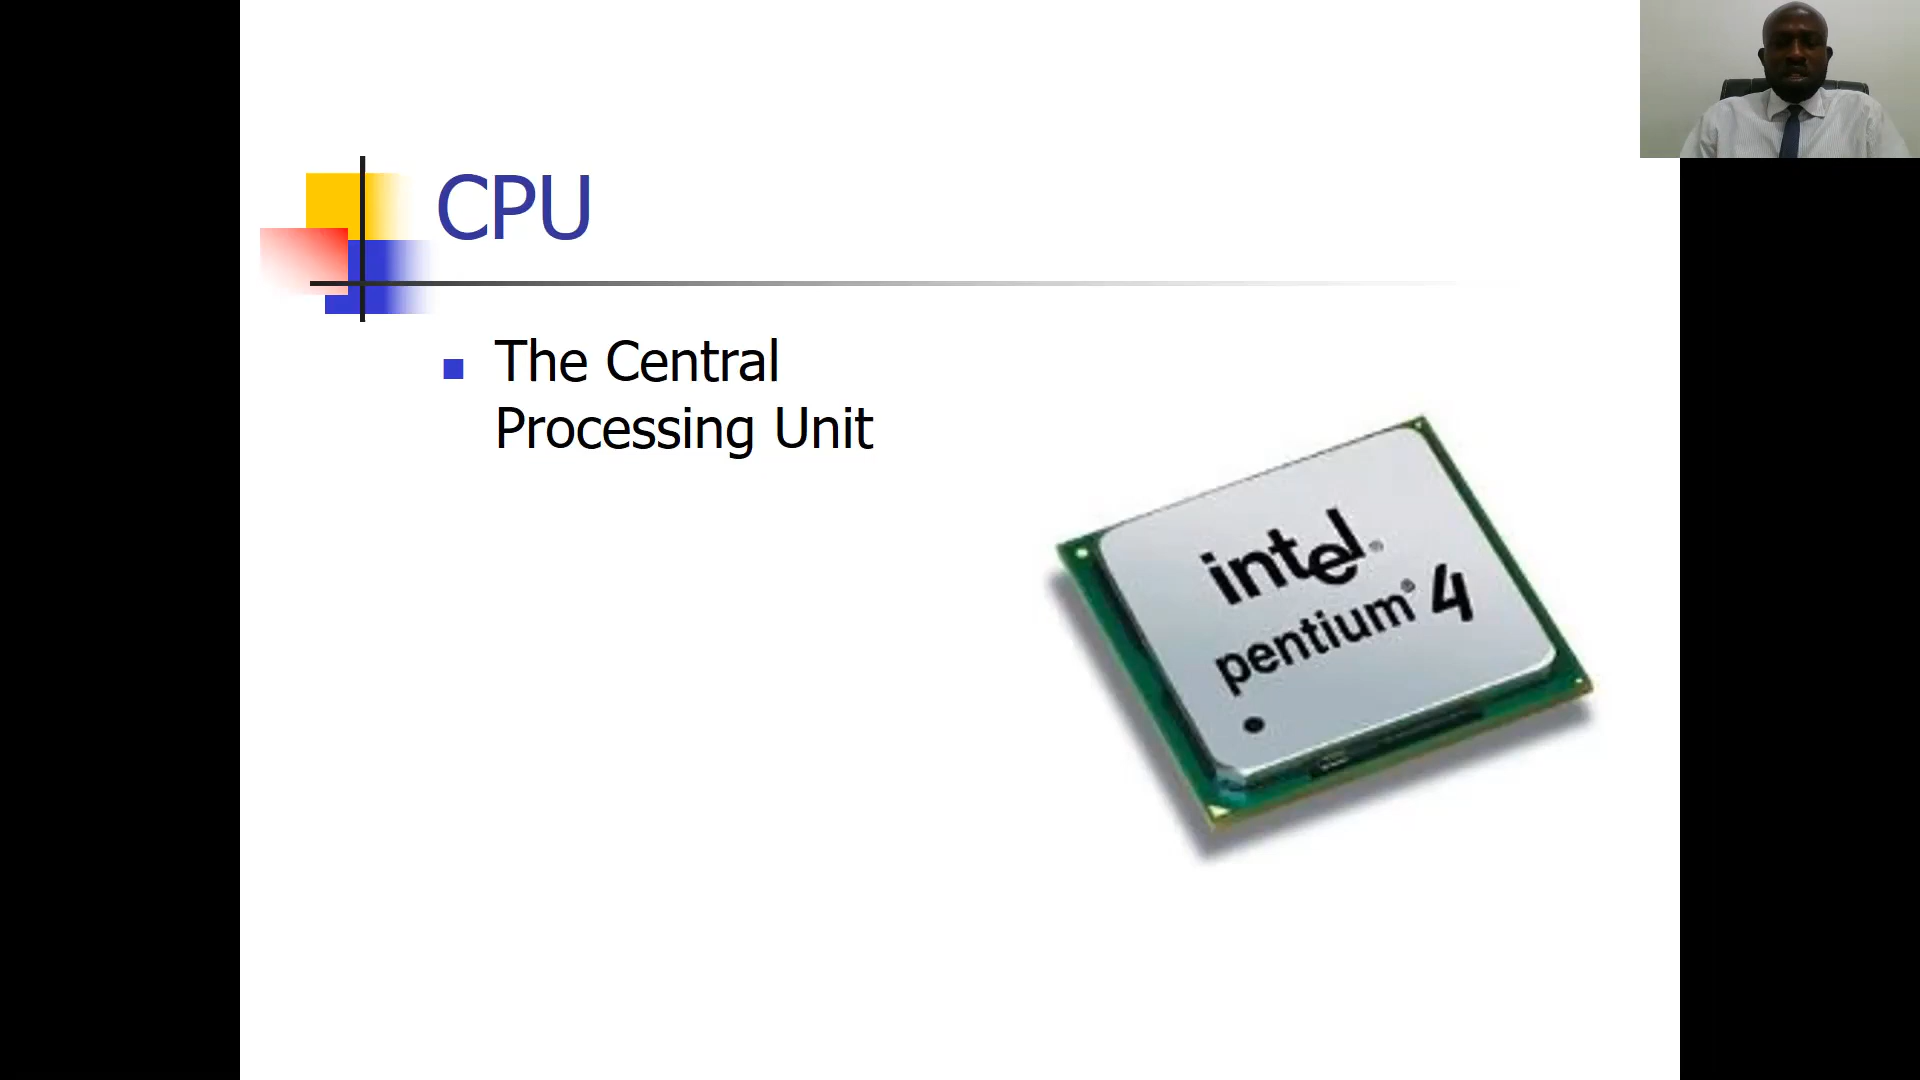 CPU
The Central
Processing Unit
intel®
pentium® 4